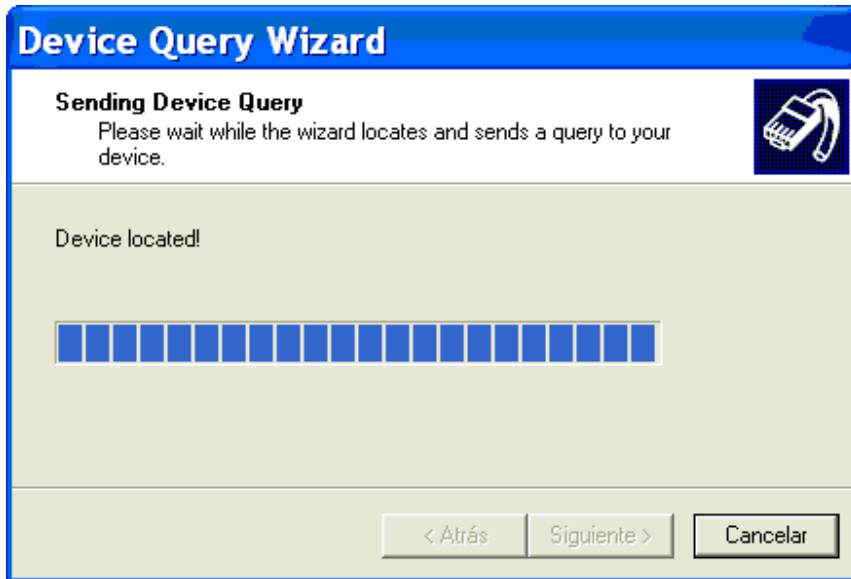 Device Query Wizard
Sending Device Query
Please wait while the wizard locates and sends a query to your
device.
Device located!
< Atrás Siguiente > Cancelar